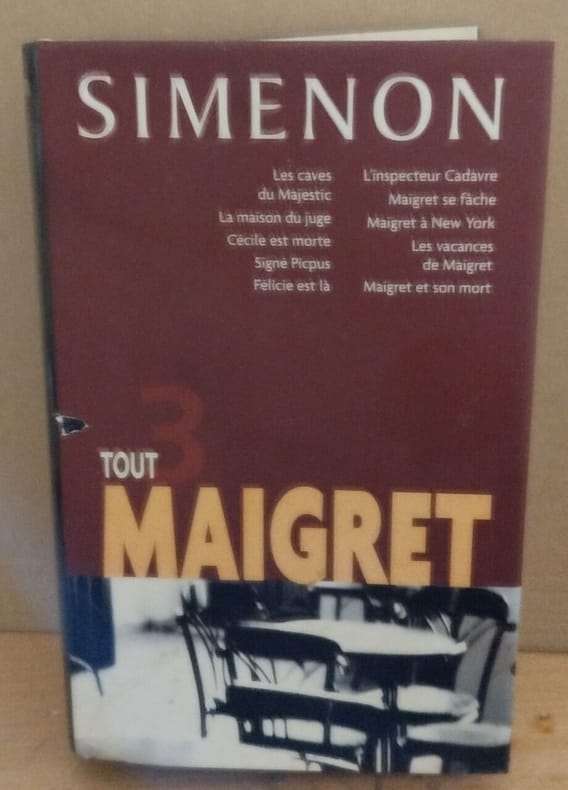 SIMENON
Les caves
du Majestic
La maison du juge
Cécile est morte
Signé Picpus
Félicie est là
L'inspecteur Cadavre
Maigret se fâche
Maigret à New York
Les vacances
de Maigret
Maigret et son mort
3
TOUT
MAIGRET